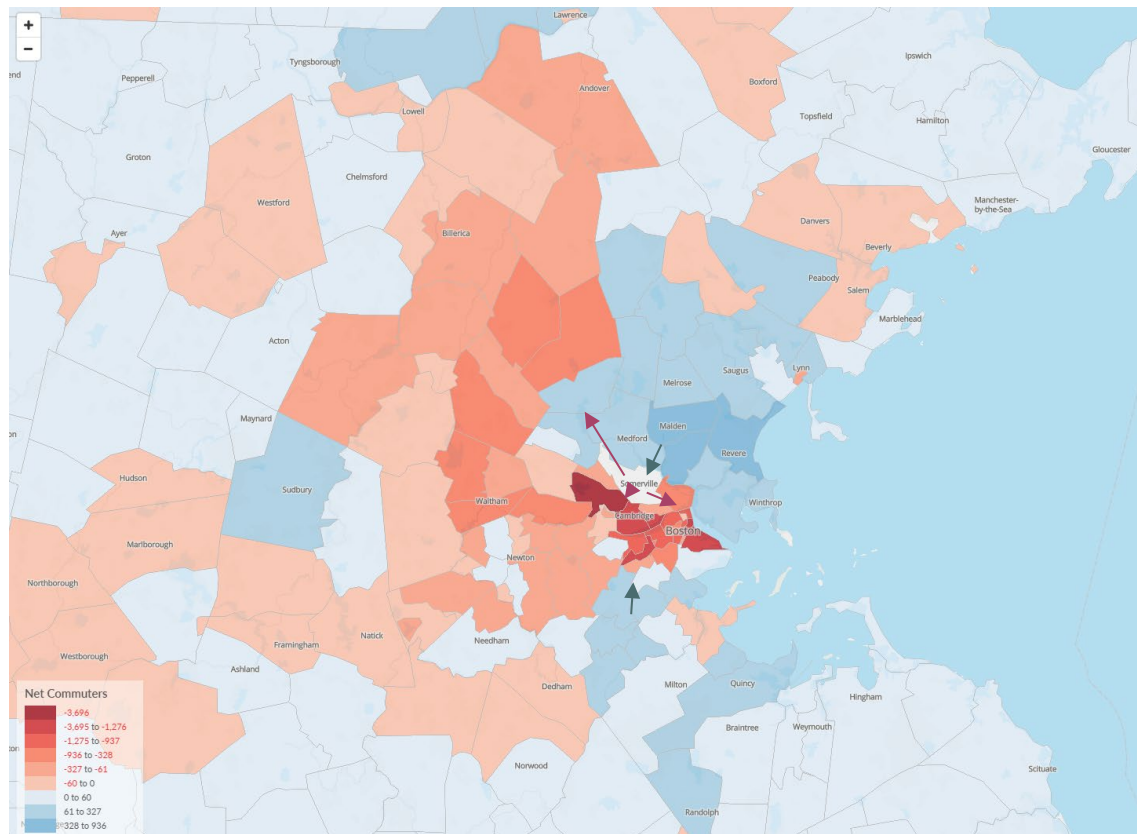 +
−
Lawrence
Tyngsborough
Pepperell
Ipswich
Boxford
Andover
Lowell
Topsfield
Hamilton
Gloucester
Groton
Chelmsford
Westford
Manchester-
by-the-Sea
Danvers
Ayer
Billerica
Beverly
Peabody
Salem
Marblehead
Acton
Saugus
Lynn
Melrose
Maynard
Medford
Malden
Revere
Hudson
Sudbury
Somerville
Waltham
Winthrop
Cambridge
Boston
Marlborough
Newton
Northborough
Natick
Framingham
Needham
Westborough
Ashland
Dedham
Milton
Quincy
Hingham
Braintree
Weymouth
Norwood
Scituate
Randolph
Net Commuters
-3,696
-3,695 to -1,276
-1,275 to -937
-936 to -328
-327 to -61
-60 to 0
0 to 60
61 to 327
328 to 936